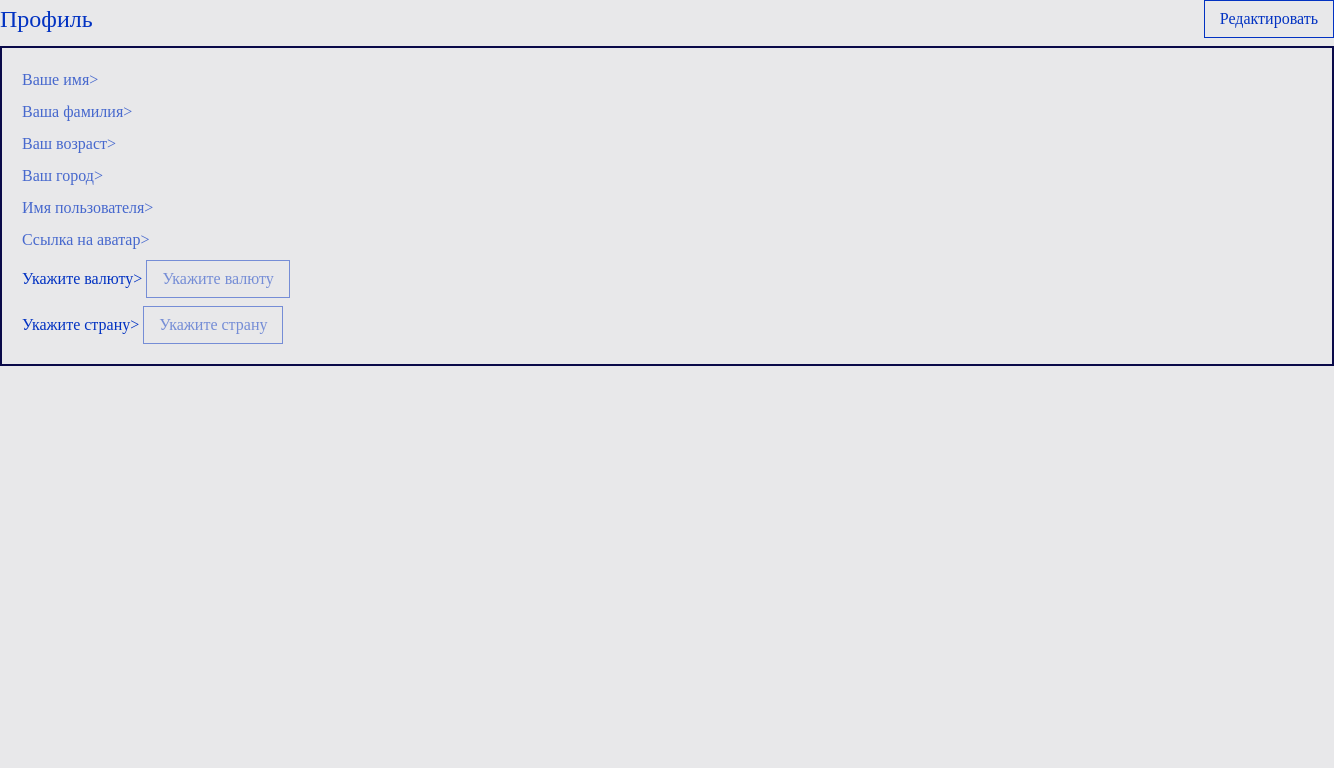 Профиль Редактировать
Ваше имя>
Ваша фамилия>
Ваш возраст>
Ваш город>
Имя пользователя>
Ссылка на аватар>
Укажите валюту> Укажите валюту
Укажите страну> Укажите страну